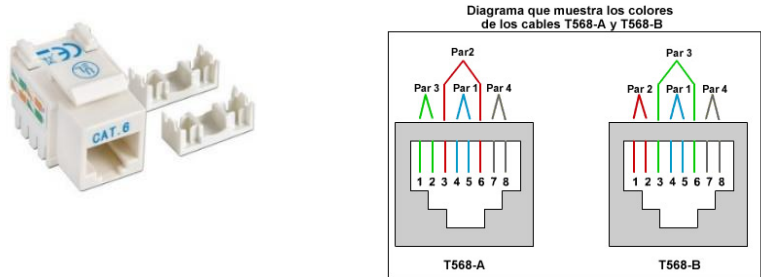 CE
UL
CAT.6
Diagrama que muestra los colores
de los cables T568-A y T568-B
Par2
Par 3 Par 1 Par 4
1 2 3 4 5 6 7 8
T568-A
Par 3
Par 2 Par 1 Par 4
1 2 3 4 5 6 7 8
T568-B